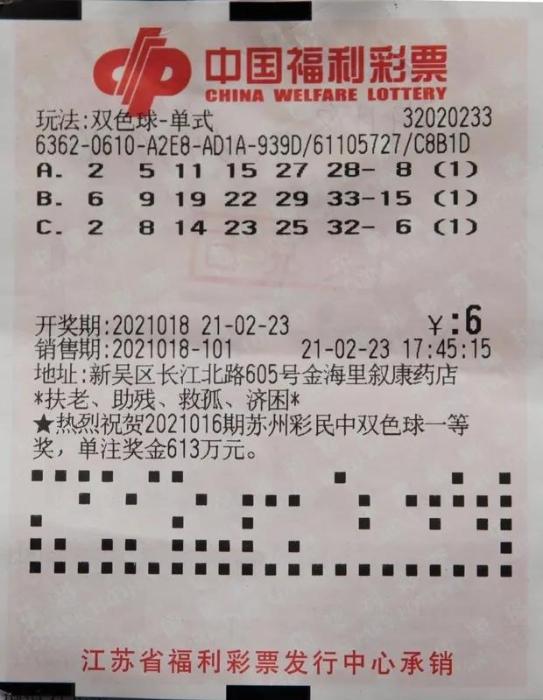 中国福利彩票
CHINA WELFARE LOTTERY
玩法:双色球-单式 32020233
6362-0610-A2E8-AD1A-939D/61105727/C8B1D
A. 2 5 11 15 27 28- 8 (1)
B. 6 9 19 22 29 33-15 (1)
C. 2 8 14 23 25 32- 6 (1)
开奖期:2021018 21-02-23 ￥:6
销售期:2021018-101 21-02-23 17:45:15
地址:新吴区长江北路605号金海里叙康药店
*扶老、助残、救孤、济困*
★热烈祝贺2021016期苏州彩民中双色球一等
奖，单注奖金613万元。
江苏省福利彩票发行中心承销